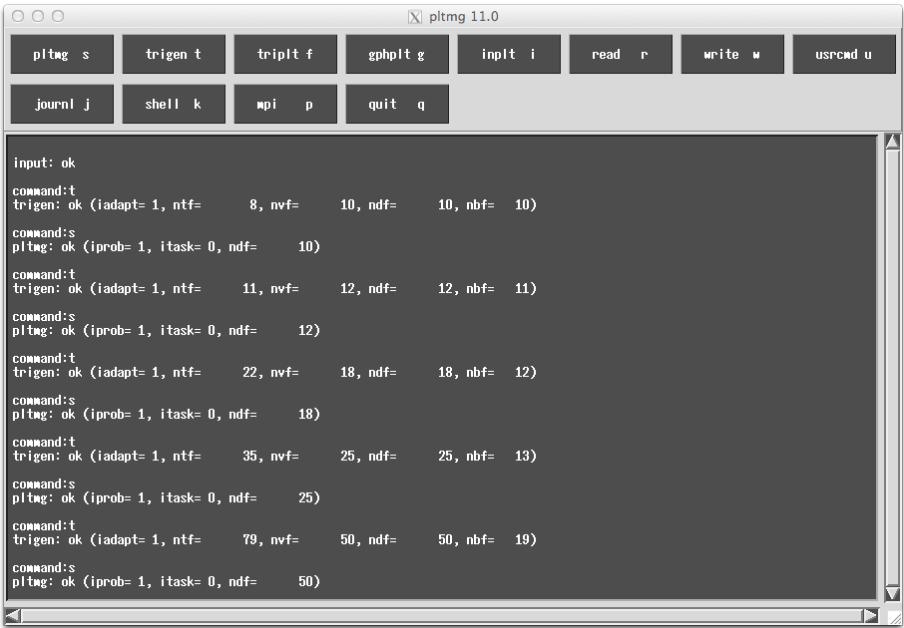 pltmg 11.0
pltmg s trigen t triplt f gphplt g inplt i read r write w usrcmd u
journl j shell k mpi p quit q
input: ok
command:t
trigen: ok (iadapt= 1, ntf= 8, nvf= 10, ndf= 10, nbf= 10)
command:s
pltmg: ok (iprob= 1, itask= 0, ndf= 10)
command:t
trigen: ok (iadapt= 1, ntf= 11, nvf= 12, ndf= 12, nbf= 11)
command:s
pltmg: ok (iprob= 1, itask= 0, ndf= 12)
command:t
trigen: ok (iadapt= 1, ntf= 22, nvf= 18, ndf= 18, nbf= 12)
command:s
pltmg: ok (iprob= 1, itask= 0, ndf= 18)
command:t
trigen: ok (iadapt= 1, ntf= 35, nvf= 25, ndf= 25, nbf= 13)
command:s
pltmg: ok (iprob= 1, itask= 0, ndf= 25)
command:t
trigen: ok (iadapt= 1, ntf= 79, nvf= 50, ndf= 50, nbf= 19)
command:s
pltmg: ok (iprob= 1, itask= 0, ndf= 50)